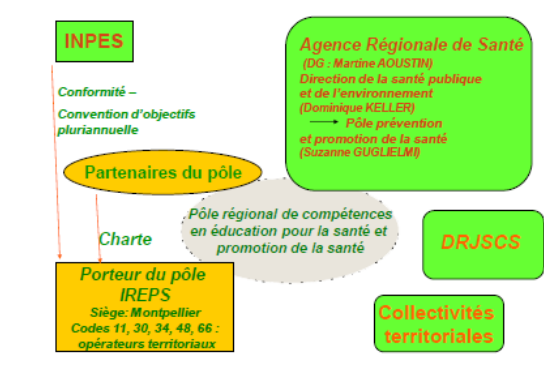 INPES
Agence Régionale de Santé
(DG : Martine AOUSTIN)
Direction de la santé publique
et de l'environnement
(Dominique KELLER)
Pôle prévention
et promotion de la santé
(Suzanne GUGLIELMI)
Conformité –
Convention d'objectifs
pluriannuelle
Partenaires du pôle
Pôle régional de compétences
en éducation pour la santé et
promotion de la santé
Charte
DRJSCS
Porteur du pôle
IREPS
Siège: Montpellier
Codes 11, 30, 34, 48, 66 :
opérateurs territoriaux
Collectivités
territoriales